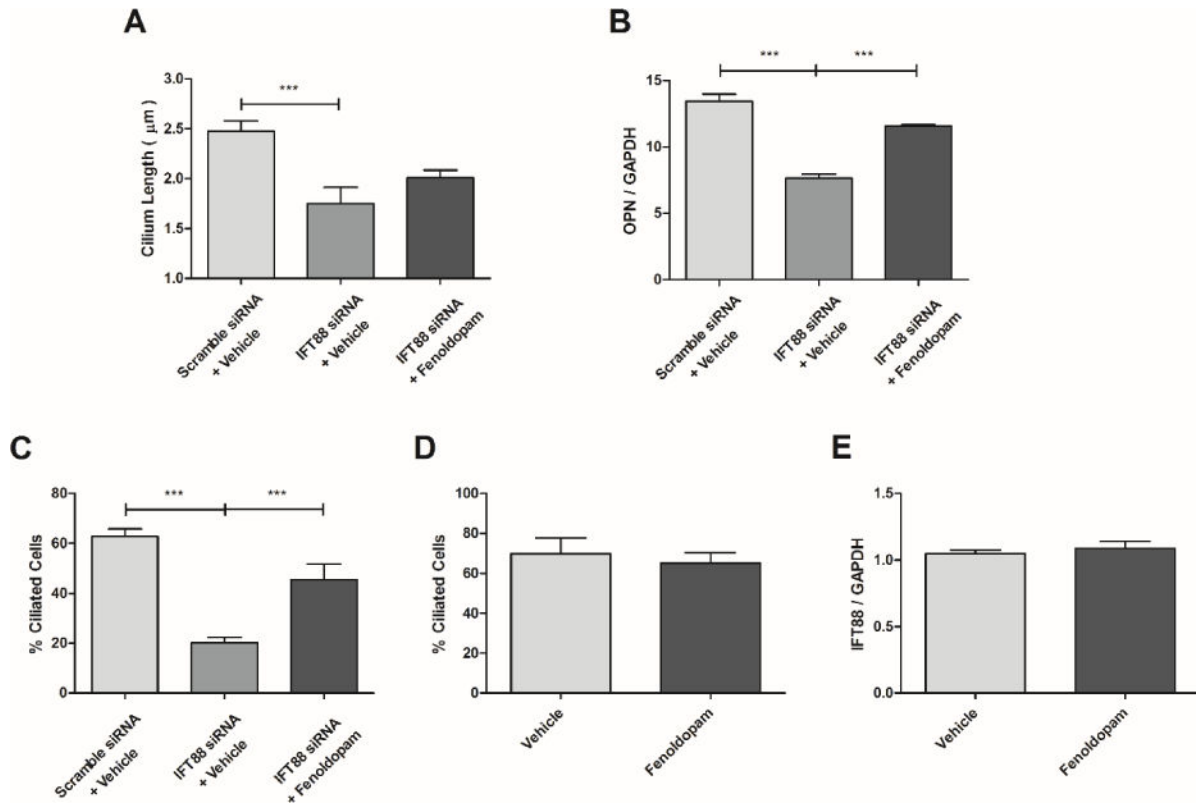 A
Cilium Length ( μm )
3.0
2.5
2.0
1.5
1.0
***
Scramble siRNA
+ Vehicle
IFT88 siRNA
+ Vehicle
IFT88 siRNA
+ Fenoldopam
B
OPN / GAPDH
15
10
5
0
***
***
Scramble siRNA
+ Vehicle
IFT88 siRNA
+ Vehicle
IFT88 siRNA
+ Fenoldopam
C
% Ciliated Cells
80
60
40
20
0
***
***
Scramble siRNA
+ Vehicle
IFT88 siRNA
+ Vehicle
IFT88 siRNA
+ Fenoldopam
D
% Ciliated Cells
100
80
60
40
20
0
Vehicle
Fenoldopam
E
IFT88 / GAPDH
1.5
1.0
0.5
0.0
Vehicle
Fenoldopam